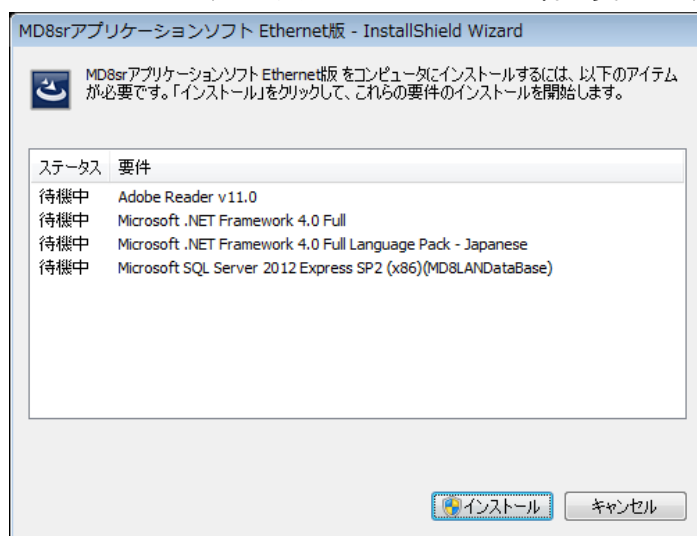 MD8srアプリケーションソフト Ethernet版 - InstallShield Wizard
MD8srアプリケーションソフト Ethernet版 をコンピュータにインストールするには、以下のアイテム
が必要です。「インストール」をクリックして、これらの要件のインストールを開始します。
ステータス 要件
待機中 Adobe Reader v11.0
待機中 Microsoft .NET Framework 4.0 Full
待機中 Microsoft .NET Framework 4.0 Full Language Pack - Japanese
待機中 Microsoft SQL Server 2012 Express SP2 (x86)(MD8LANDataBase)
インストール キャンセル